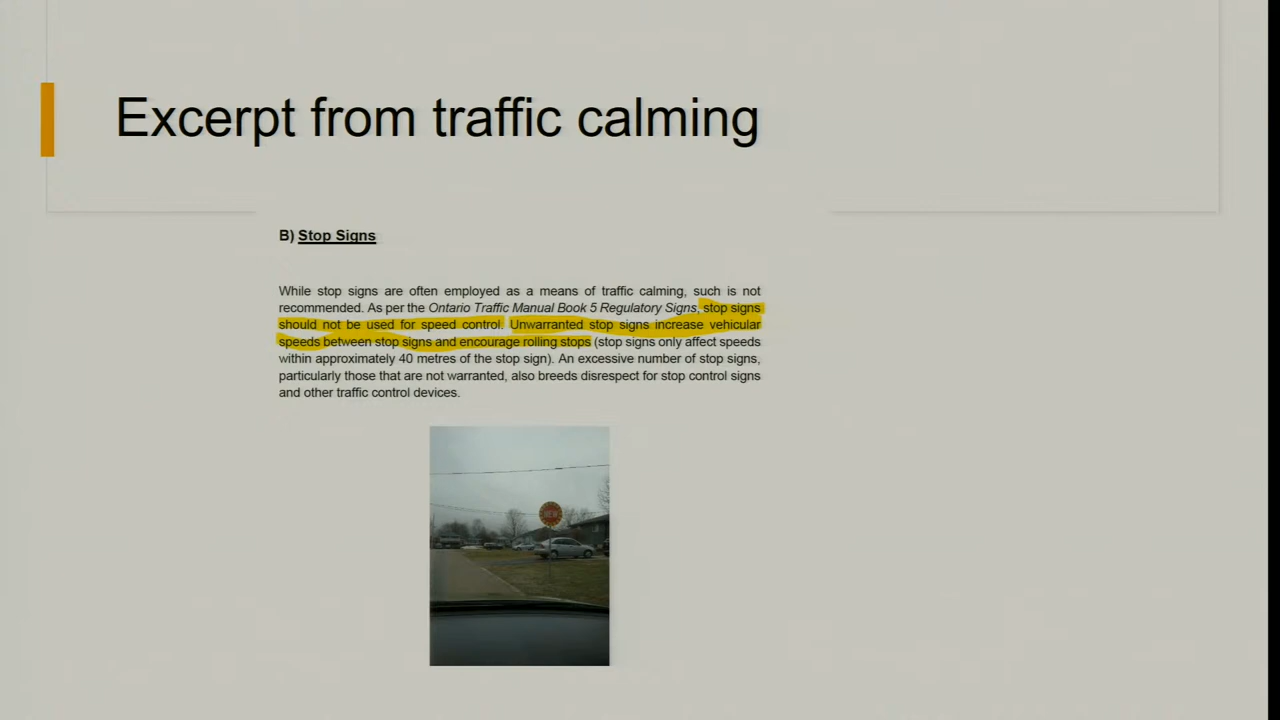 Excerpt from traffic calming
B) Stop Signs
While stop signs are often employed as a means of traffic calming, such is not
recommended. As per the Ontario Traffic Manual Book 5 Regulatory Signs, stop signs
should not be used for speed control. Unwarranted stop signs increase vehicular
speeds between stop signs and encourage rolling stops (stop signs only affect speeds
within approximately 40 metres of the stop sign). An excessive number of stop signs,
particularly those that are not warranted, also breeds disrespect for stop control signs
and other traffic control devices.